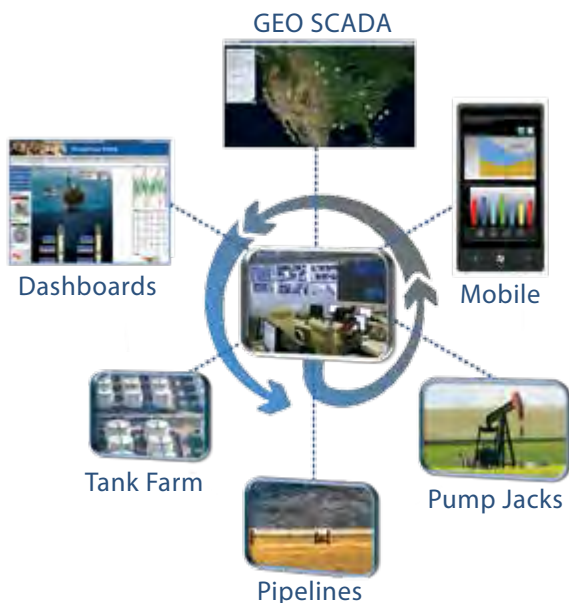 GEO SCADA
Dashboards
Mobile
Tank Farm
Pump Jacks
Pipelines